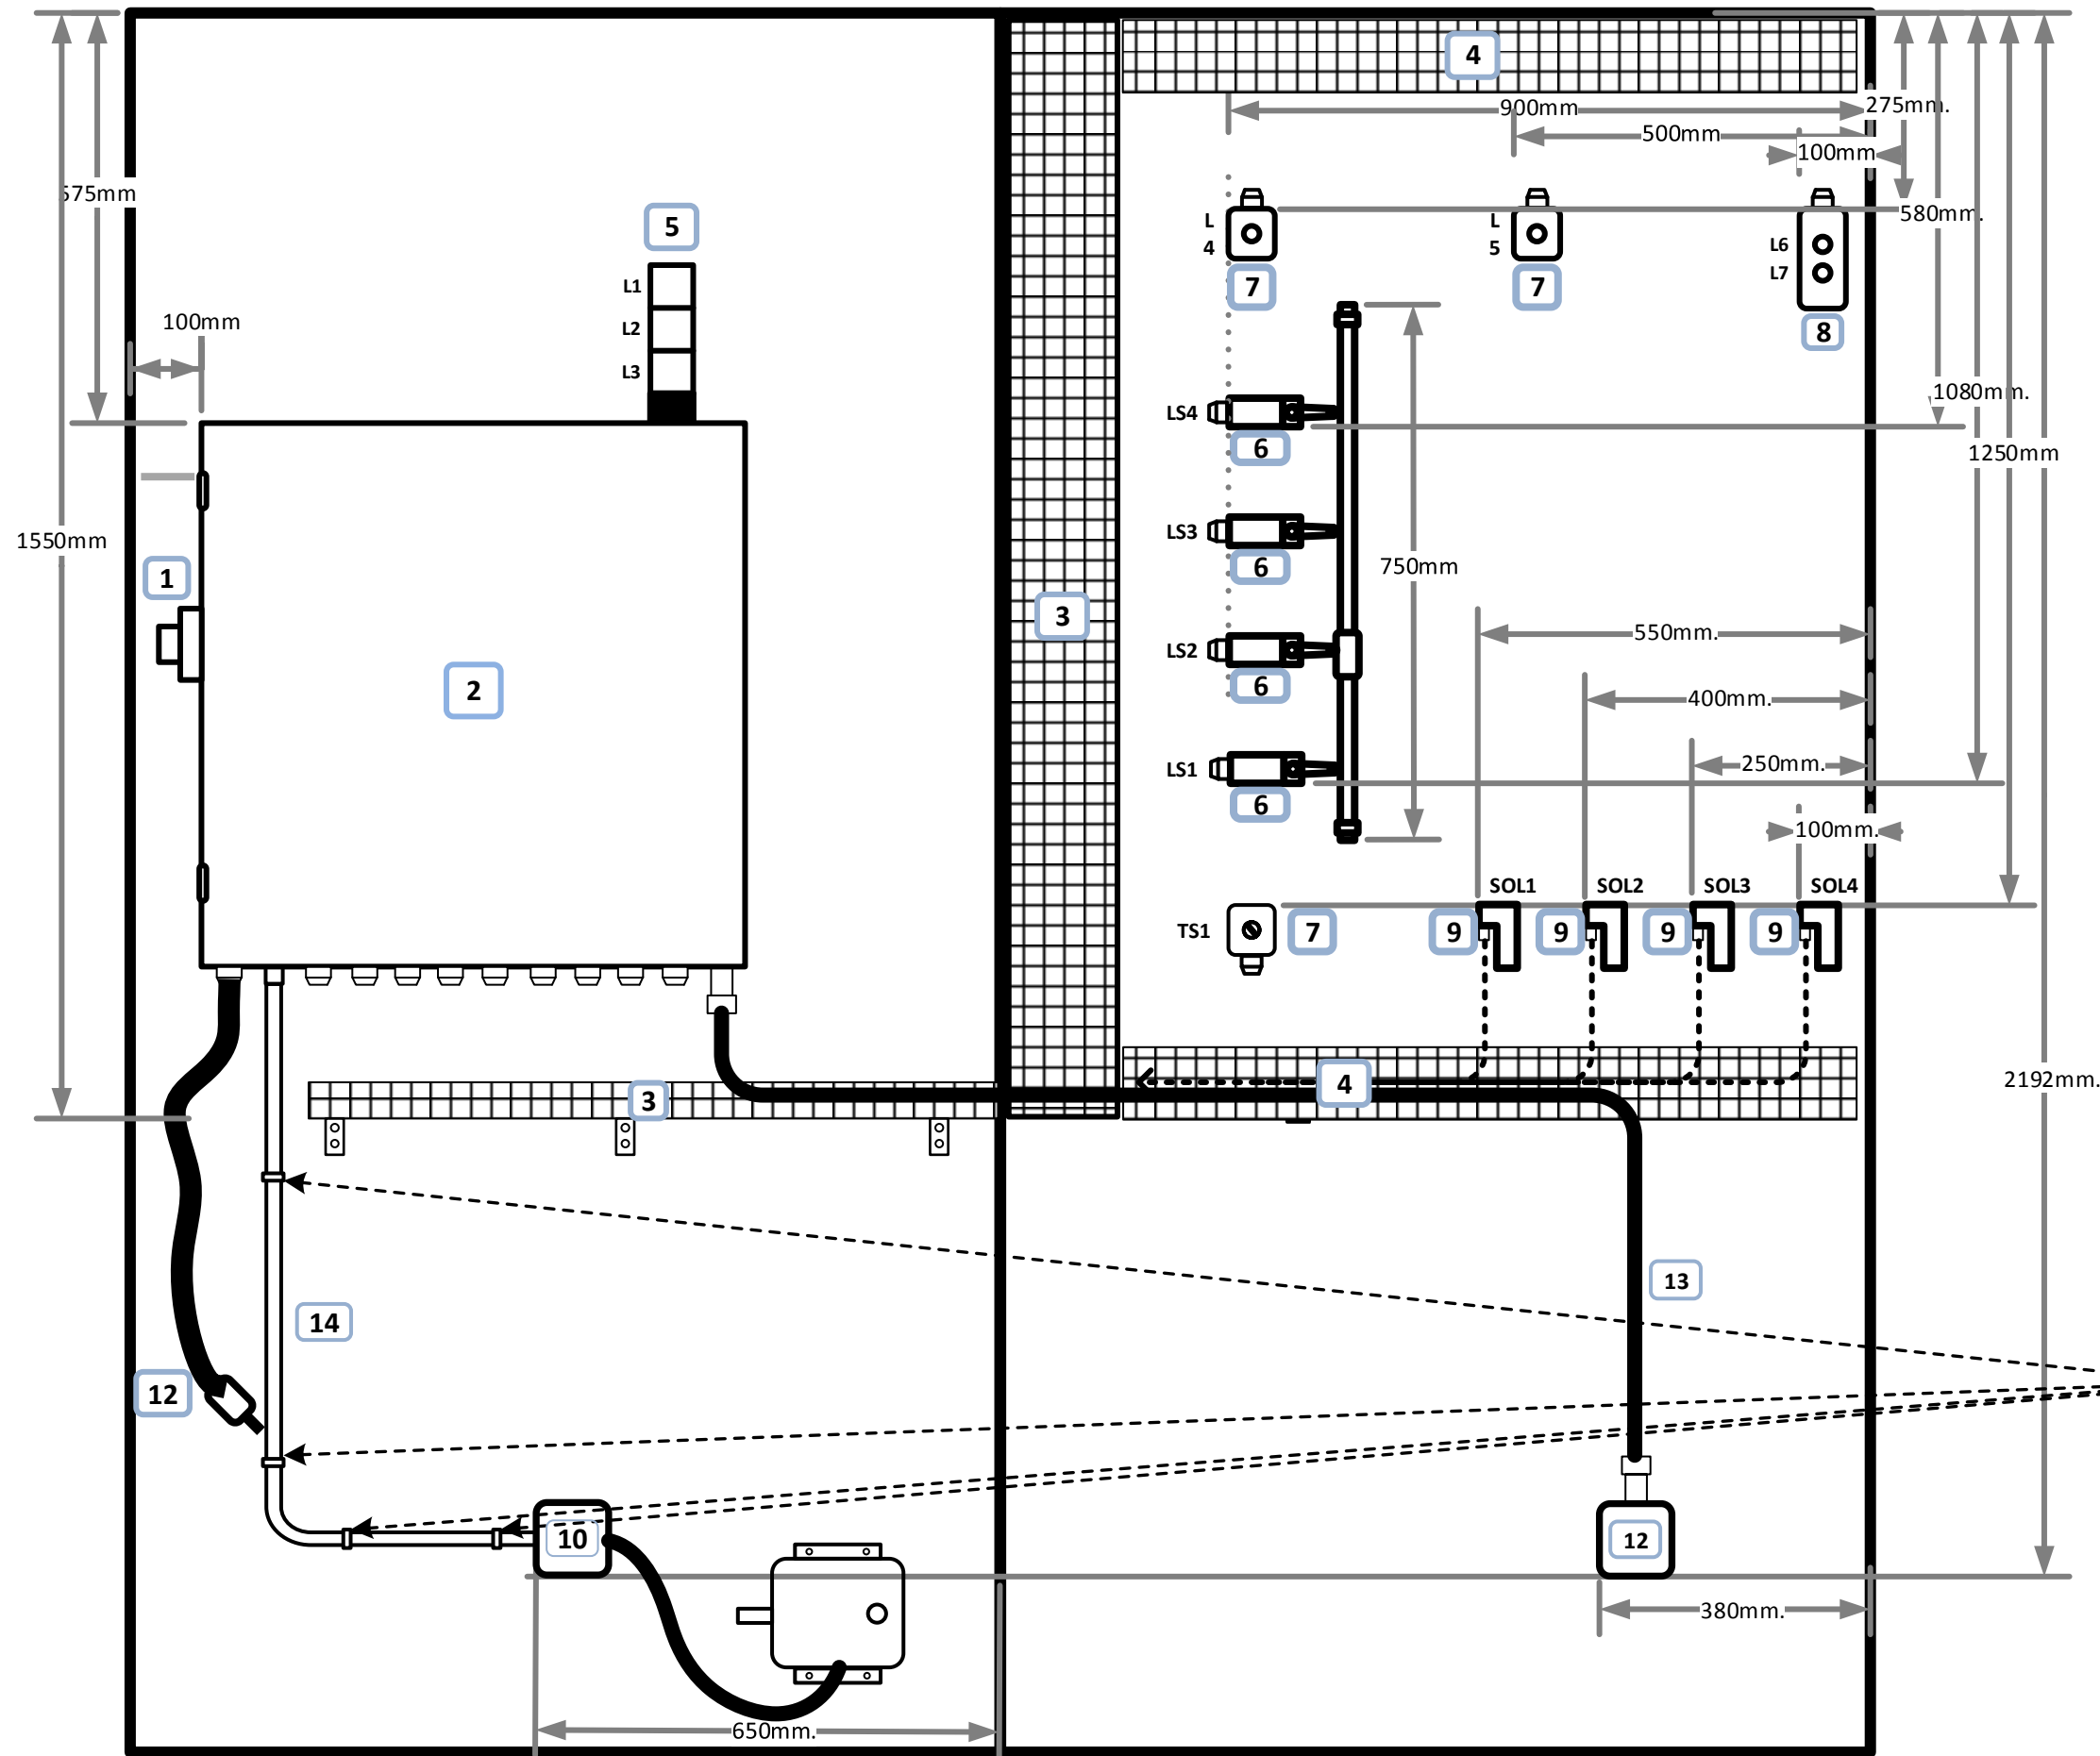 4
900mm
275mm.
500mm
100mm
575mm
580mm.
5
L
4
L
5
L6
L7
7
7
8
L1
L2
L3
100mm
1080mm.
LS4
6
1250mm
1550mm
LS3
6
750mm
1
3
550mm.
2
LS2
6
400mm.
LS1
6
250mm.
100mm.
SOL1
SOL2
SOL3
SOL4
TS1
7
9
9
9
9
3
4
2192mm.
13
14
12
10
12
380mm.
650mm.